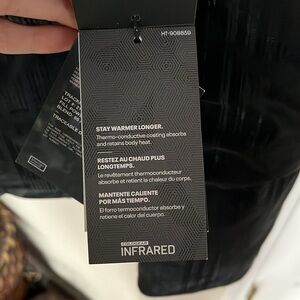 HT-908659
STAY WARMER LONGER.
Thermo-conductive coating absorbs
and retains body heat.
RESTEZ AU CHAUD PLUS
LONGTEMPS.
Le revêtement thermoconducteur
absorbe et retient la chaleur du corps.
MANTENTE CALIENTE
POR MÁS TIEMPO.
El forro termoconductor absorbe y
retiene el calor del cuerpo.
COLDGEAR
INFRARED